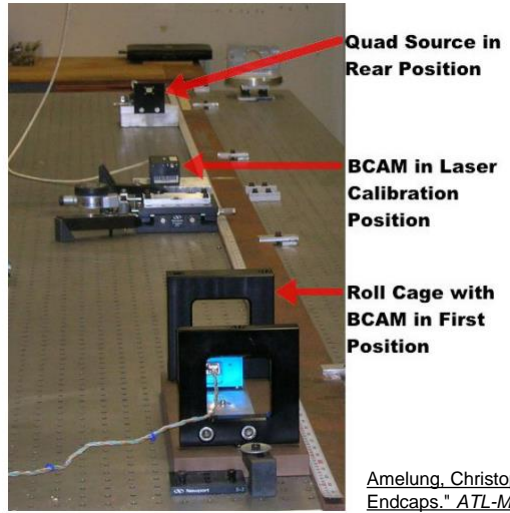 Quad Source in
Rear Position
BCAM in Laser
Calibration
Position
Roll Cage with
BCAM in First
Position
Newport
Amelung, Christo
Endcaps." ATL-M